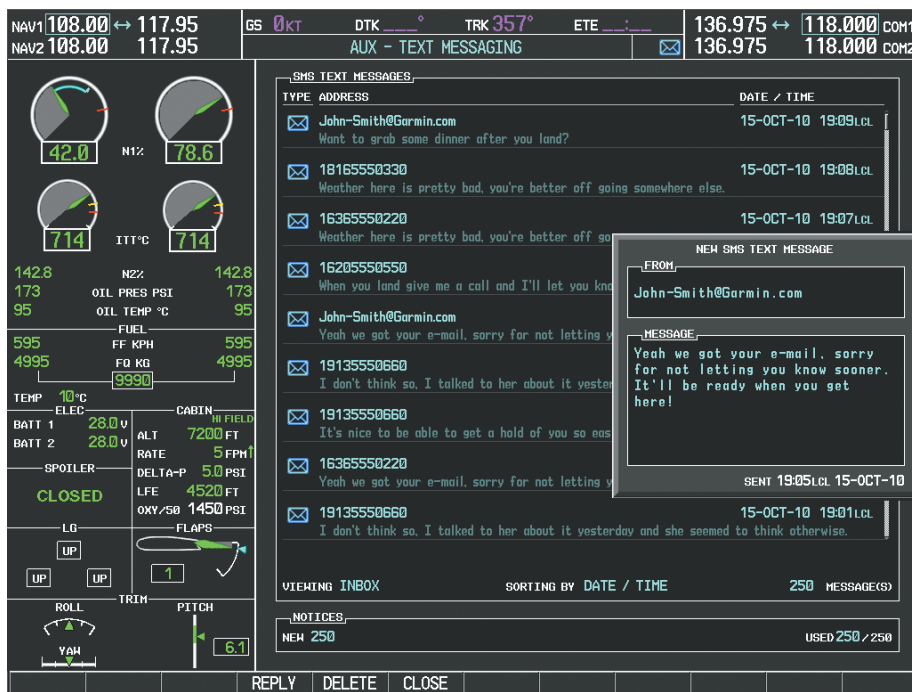 NAV1 108.00 ↔ 117.95
NAV2 108.00 117.95
GS 0KT DTK ___° TRK 357° ETE __:__
AUX - TEXT MESSAGING
136.975 ↔ 118.000 COM1
136.975 118.000 COM2
42.0 N1% 78.6
714 ITT°C 714
142.8 N2% 142.8
173 OIL PRES PSI 173
95 OIL TEMP °C 95
FUEL
595 FF KPH 595
4995 FQ KG 4995
9990
TEMP 10°C
ELEC
BATT 1 28.0 V
BATT 2 28.0 V
SPOILER
CLOSED
CABIN
HI FIELD
ALT 7200 FT
RATE 5 FPM↑
DELTA-P 5.0 PSI
LFE 4520 FT
OXY/50 1450 PSI
LG
UP
UP UP
FLAPS
1
TRIM
ROLL PITCH
YAW 6.1
SMS TEXT MESSAGES
TYPE ADDRESS DATE / TIME
John-Smith@Garmin.com 15-OCT-10 19:09LCL
Want to grab some dinner after you land?
18165550330 15-OCT-10 19:08LCL
Weather here is pretty bad, you're better off going somewhere else.
16365550220 15-OCT-10 19:07LCL
Weather here is pretty bad, you're better off go
16205550550
When you land give me a call and I'll let you kno
John-Smith@Garmin.com
Yeah we got your e-mail, sorry for not letting y
19135550660
I don't think so, I talked to her about it yester
19135550660
It's nice to be able to get a hold of you so eas
16365550220
Yeah we got your e-mail, sorry for not letting y
19135550660 15-OCT-10 19:01LCL
I don't think so, I talked to her about it yesterday and she seemed to think otherwise.
VIEWING INBOX SORTING BY DATE / TIME 250 MESSAGE(S)
NOTICES
NEW 250 USED 250/250
NEW SMS TEXT MESSAGE
FROM
John-Smith@Garmin.com
MESSAGE
Yeah we got your e-mail, sorry
for not letting you know sooner.
It'll be ready when you get
here!
SENT 19:05LCL 15-OCT-10
REPLY DELETE CLOSE